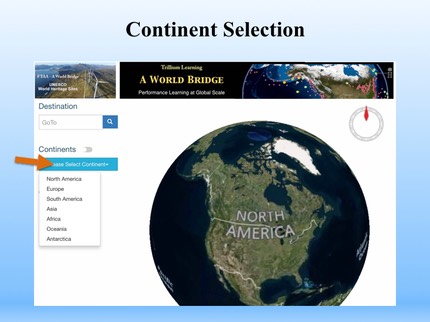 Continent Selection
FTAA - A World Bridge
UNESCO
World Heritage Sites
Trillium Learning
A WORLD BRIDGE
Performance Learning at Global Scale
Destination
GoTo
Continents
ase Select Continent
North America
Europe
South America
Asia
Africa
Oceania
Antarctica
NORTH
AMERICA